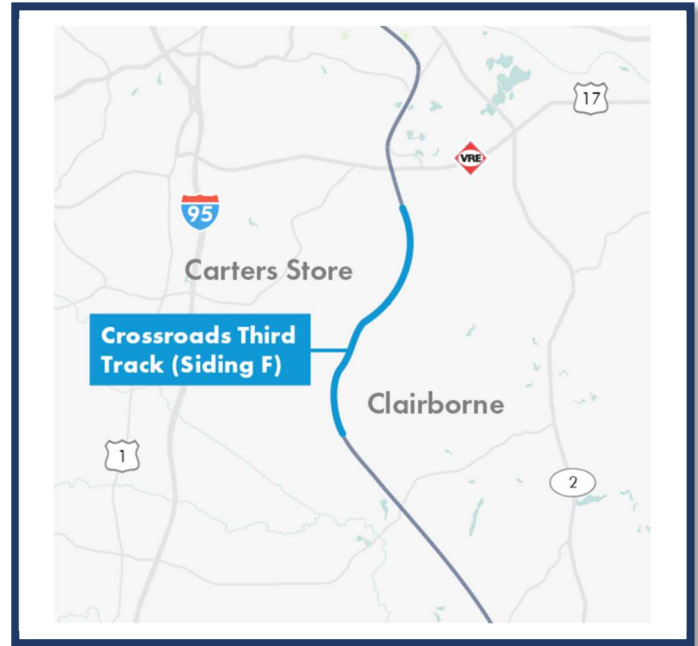 17
VRE
95
Carters Store
Crossroads Third
Track (Siding F)
Clairborne
1
2